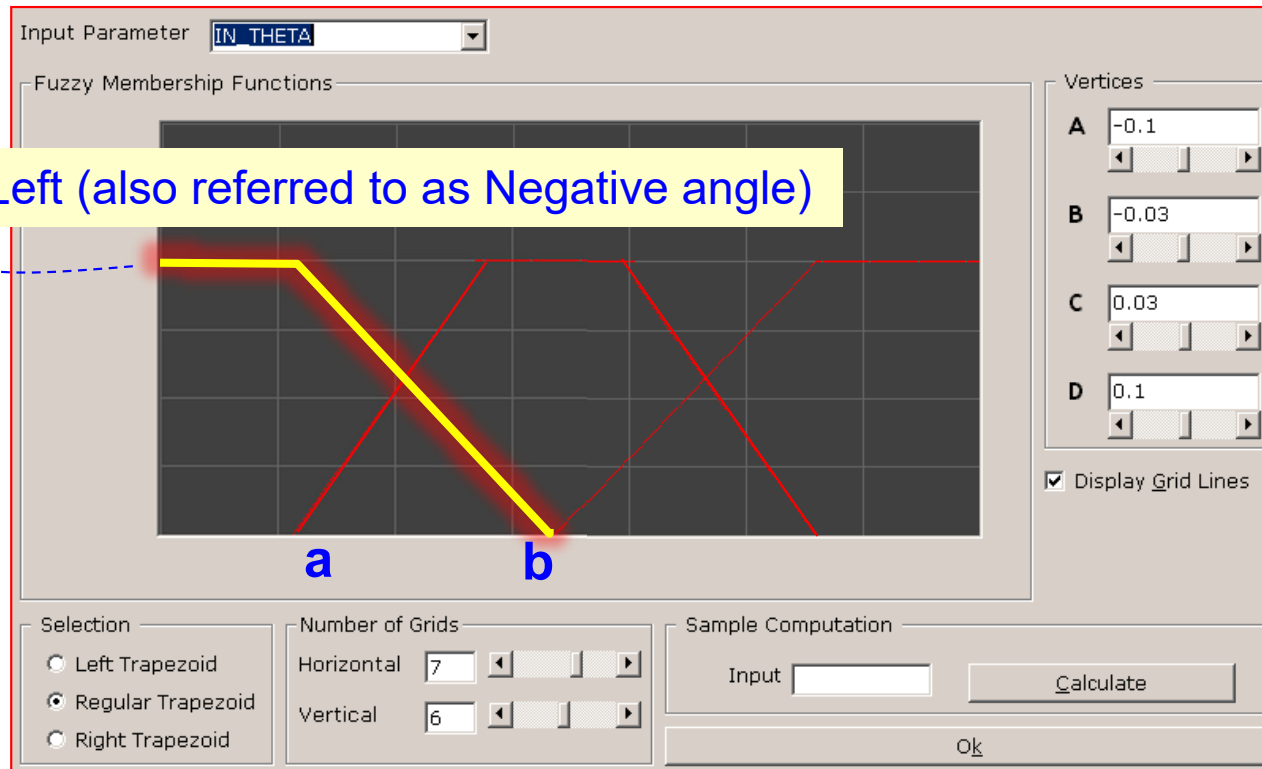 Input Parameter IN_THETA
Fuzzy Membership Functions
Left (also referred to as Negative angle)
a
b
Vertices
A -0.1
B -0.03
C 0.03
D 0.1
Display Grid Lines
Selection
Left Trapezoid
Regular Trapezoid
Right Trapezoid
Number of Grids
Horizontal 7
Vertical 6
Sample Computation
Input
Calculate
Ok